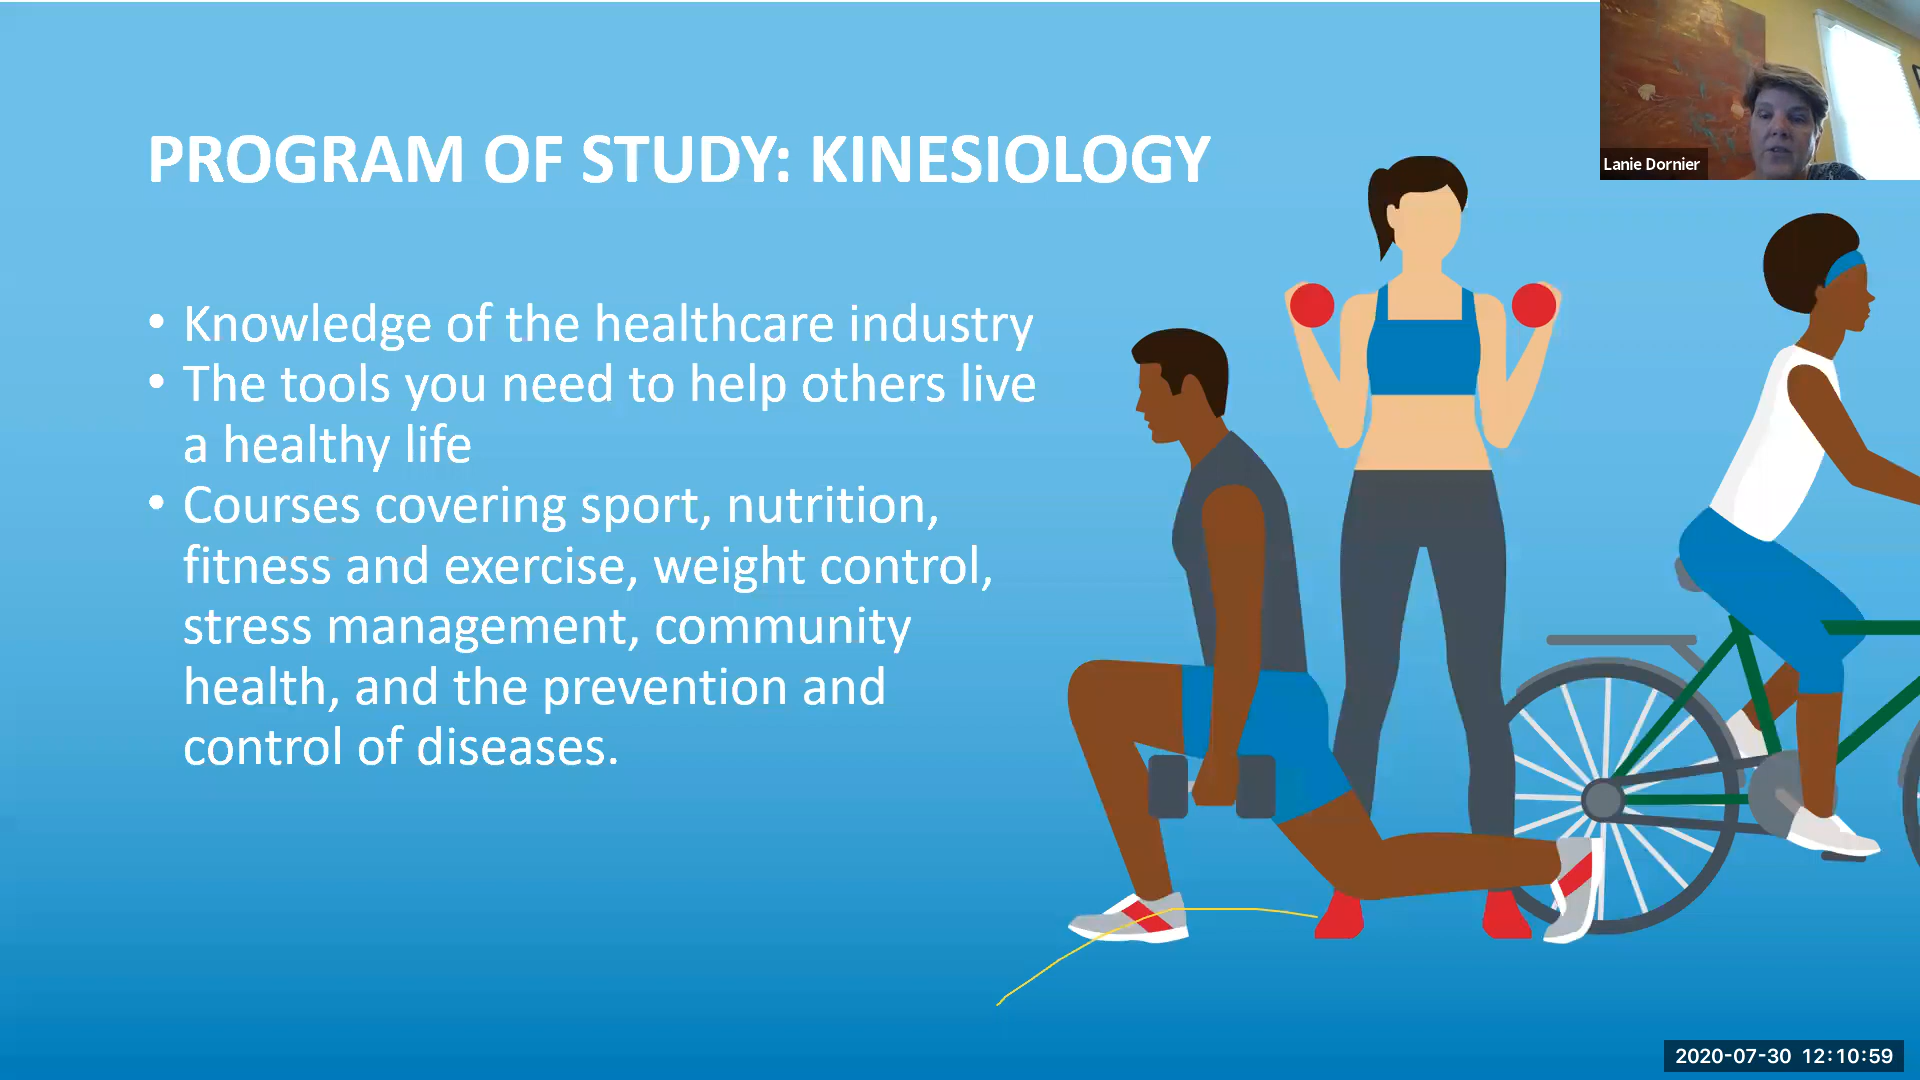 PROGRAM OF STUDY: KINESIOLOGY
• Knowledge of the healthcare industry
• The tools you need to help others live
a healthy life
• Courses covering sport, nutrition,
fitness and exercise, weight control,
stress management, community
health, and the prevention and
control of diseases.
Lanie Dornier
2020-07-30 12:10:59